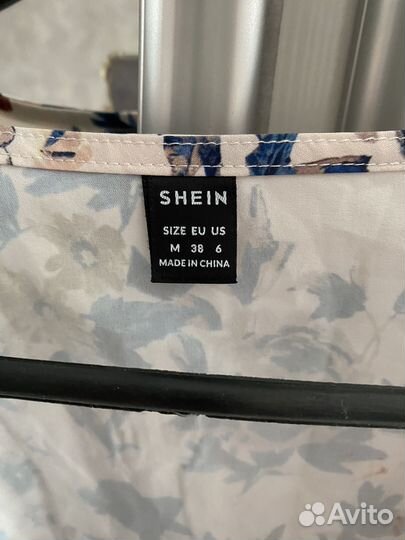 SHEIN
SIZE EU US
M 38 6
MADE IN CHINA
Avito